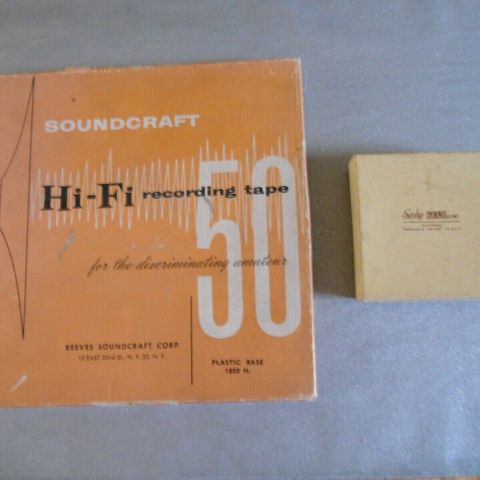 SOUNDCRAFT
Hi-Fi recording tape
50
for the discriminating amateur
REEVES SOUNDCRAFT CORP.
10 EAST 52nd St., N. Y. 22, N. Y.
PLASTIC BASE
1800 ft.